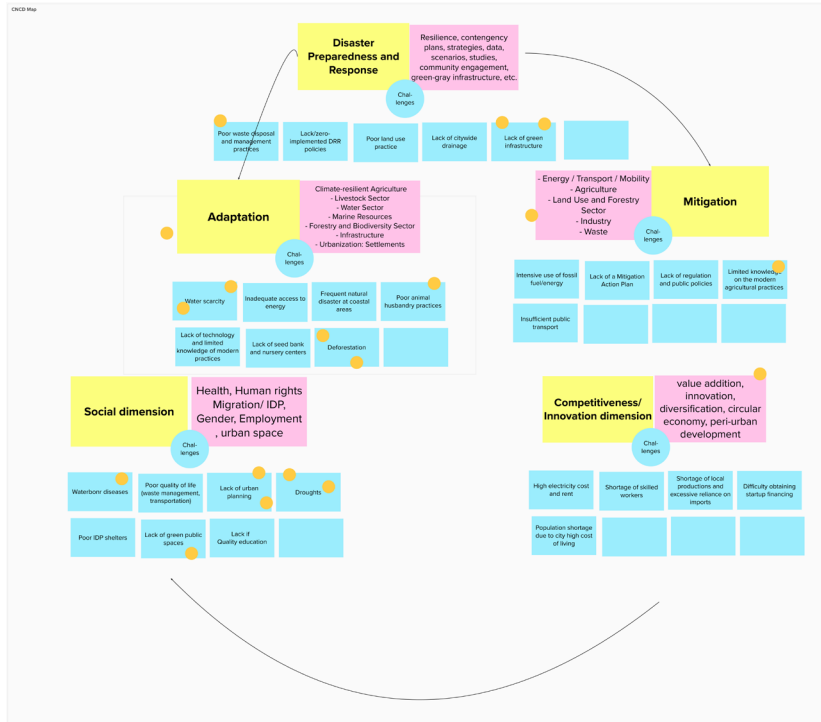 CNCD Map
Disaster
Preparedness and
Response
Resilience, contengency
plans, strategies, data,
scenarios, studies,
community engagement,
green-gray infrastructure, etc.
Chal-
lenges
Poor waste disposal
and management
practices
Lack/zero-
implemented DRR
policies
Poor land use
practice
Lack of citywide
drainage
Lack of green
infrastructure
Adaptation
Climate-resilient Agriculture
- Livestock Sector
- Water Sector
- Marine Resources
- Forestry and Biodiversity Sector
- Infrastructure
- Urbanization: Settlements
Chal-
lenges
Water scarcity
Inadequate access to
energy
Frequent natural
disaster at coastal
areas
Poor animal
husbandry practices
Lack of technology
and limited
knowledge of modern
practices
Lack of seed bank
and nursery centers
Deforestation
- Energy / Transport / Mobility
- Agriculture
- Land Use and Forestry
Sector
- Industry
- Waste
Mitigation
Chal-
lenges
Intensive use of fossil
fuel/energy
Lack of a Mitigation
Action Plan
Lack of regulation
and public policies
Limited knowledge
on the modern
agricultural practices
Insufficient public
transport
Social dimension
Health, Human rights
Migration/ IDP,
Gender, Employment
, urban space
Chal-
lenges
Waterbonr diseases
Poor quality of life
(waste management,
transportation)
Lack of urban
planning
Droughts
Poor IDP shelters
Lack of green public
spaces
Lack if
Quality education
Competitiveness/
Innovation dimension
value addition,
innovation,
diversification, circular
economy, peri-urban
development
Chal-
lenges
High electricity cost
and rent
Shortage of skilled
workers
Shortage of local
productions and
excessive reliance on
imports
Difficulty obtaining
startup financing
Population shortage
due to city high cost
of living